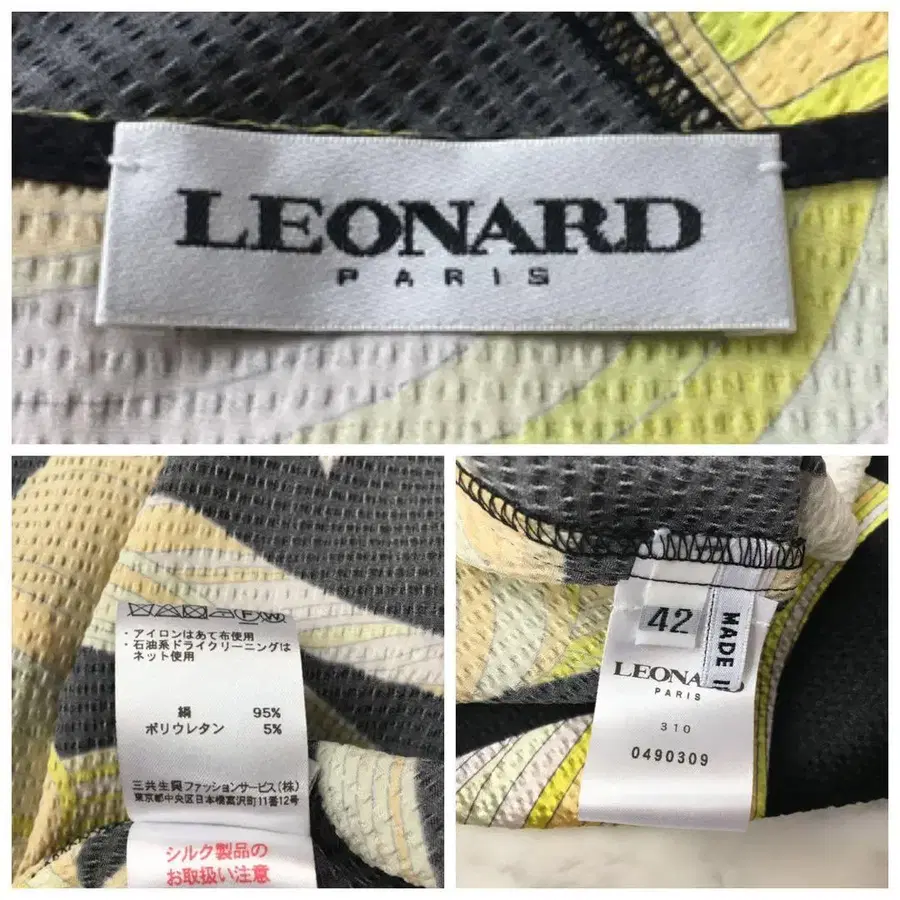 LEONARD
PARIS
P W
・アイロンはあて布使用
・石油系ドライクリーニングは
ネット使用
絹 95%
ポリウレタン 5%
三共生興ファッションサービス(株)
東京都中央区日本橋富沢町11番12号
シルク製品の
お取扱い注意
42
MADE I
LEONA
PARIS
310
0490309